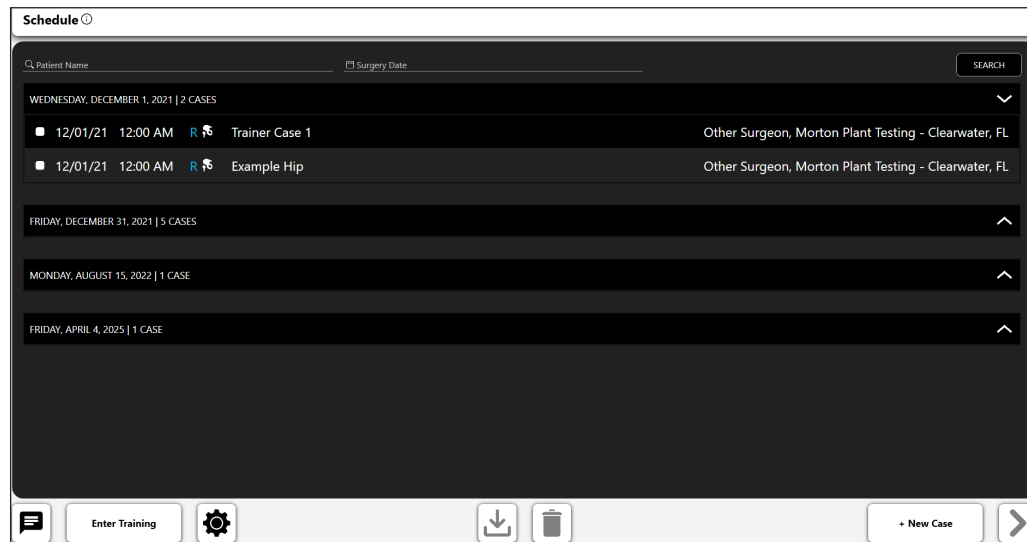 Schedule
Patient Name Surgery Date SEARCH
WEDNESDAY, DECEMBER 1, 2021 | 2 CASES
12/01/21 12:00 AM R Trainer Case 1 Other Surgeon, Morton Plant Testing - Clearwater, FL
12/01/21 12:00 AM R Example Hip Other Surgeon, Morton Plant Testing - Clearwater, FL
FRIDAY, DECEMBER 31, 2021 | 5 CASES
MONDAY, AUGUST 15, 2022 | 1 CASE
FRIDAY, APRIL 4, 2025 | 1 CASE
Enter Training + New Case